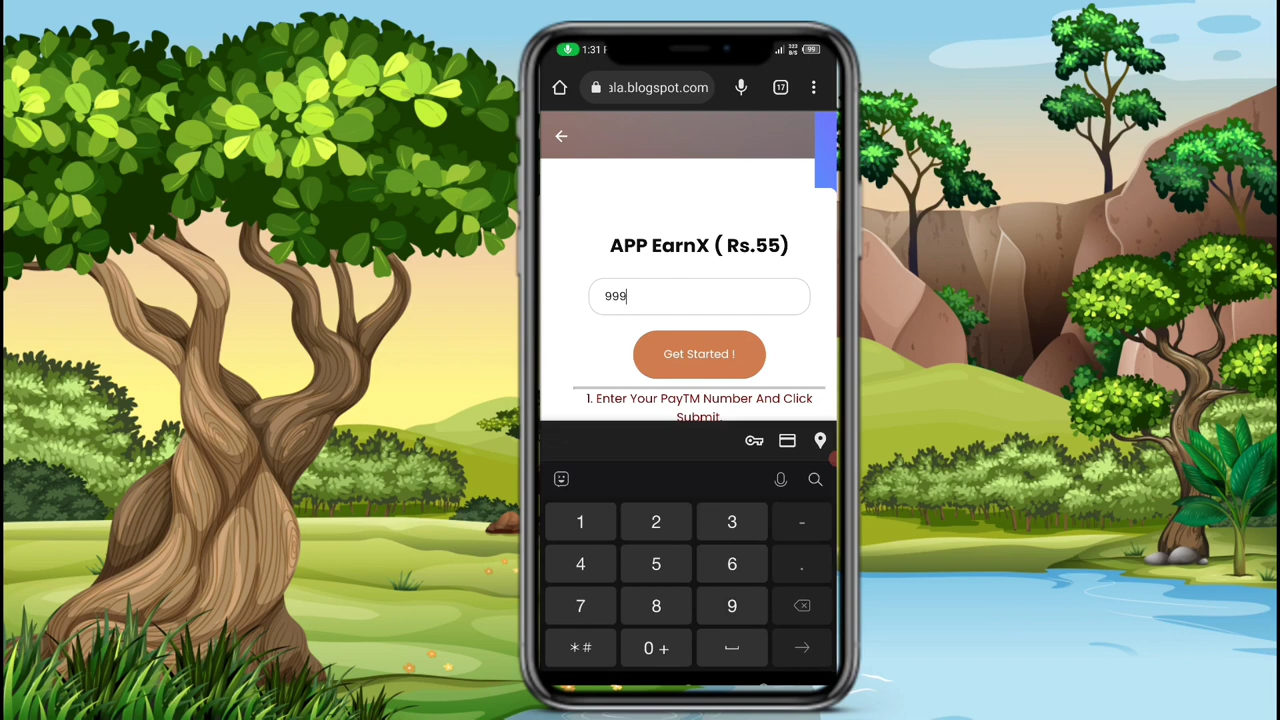 1:31 P
99
ala.blogspot.com
17
APP EarnX ( Rs.55)
999
Get Started !
1. Enter Your PayTM Number And Click
Submit.
1 2 3 -
4 5 6 .
7 8 9
*# 0 +